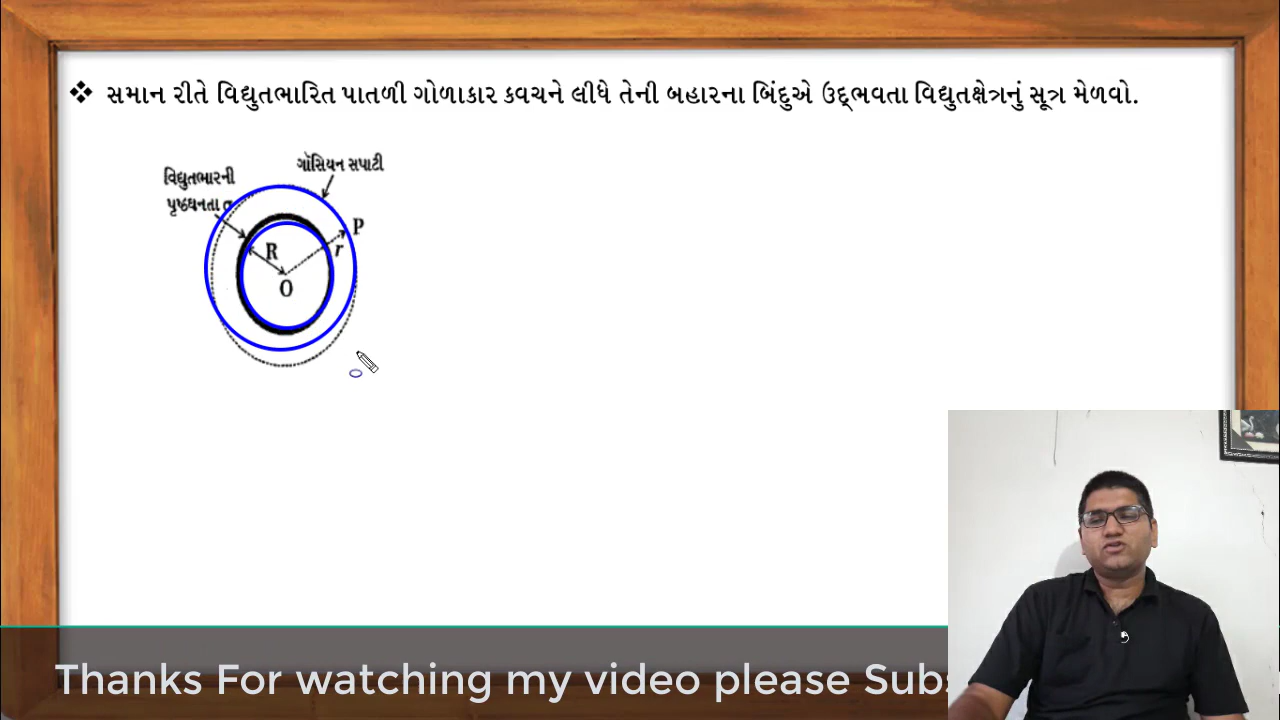 ❖ સમાન રીતે વિદ્યુતભારિત પાતળી ગોળાકાર કવચને લીધે તેની બહારના બિંદુએ ઉદ્‌ભવતા વિદ્યુતક્ષેત્રનું સૂત્ર મેળવો.
ગૉસિયન સપાટી
વિદ્યુતભારની
પૃષ્ઠઘનતા σ
P
R
r
O
Thanks For watching my video please Subs